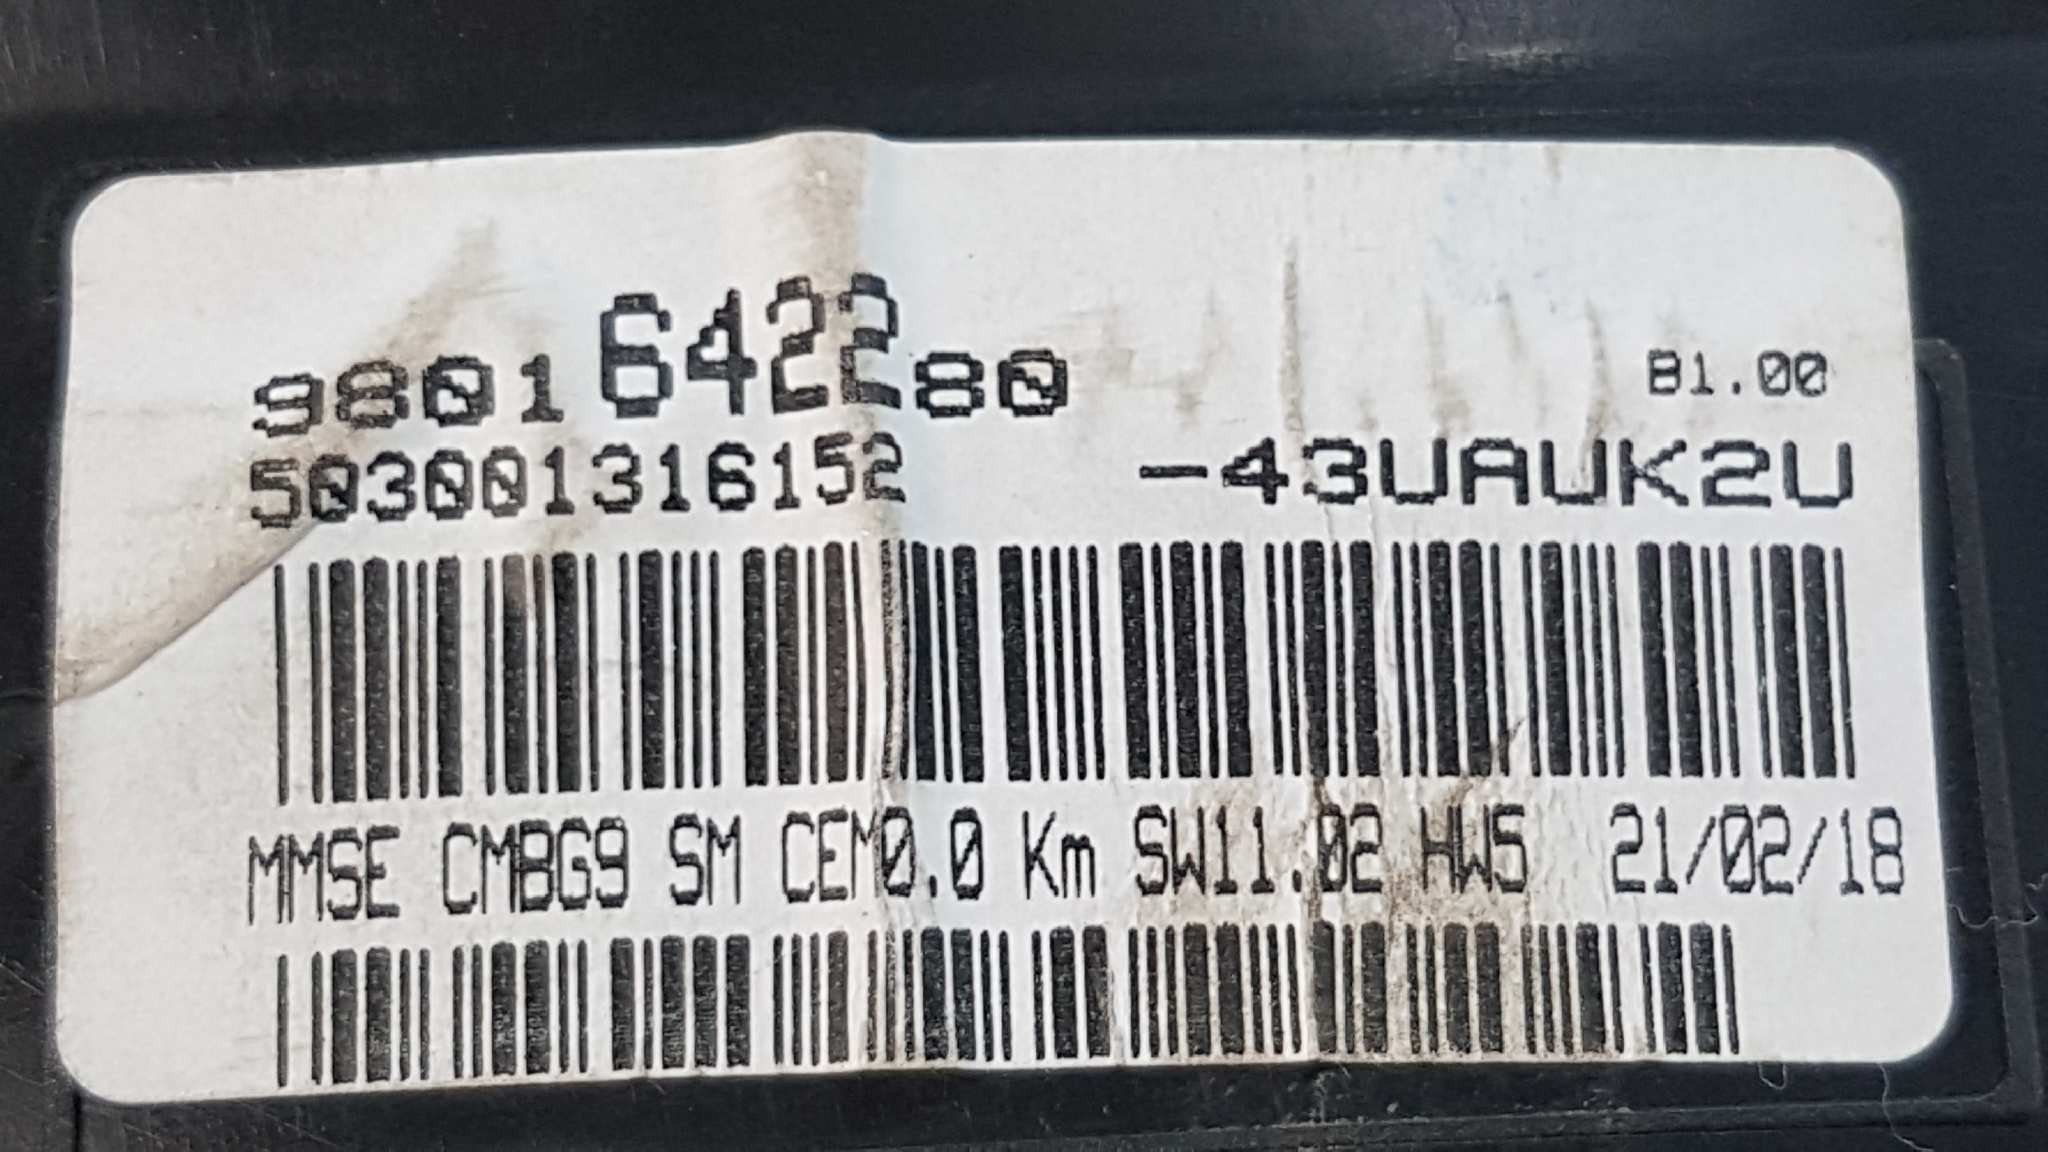 9801642280 B1.00
503001316152 -43UAUK2U
MMSE CMBG9 SM CEM0.0 Km SW11.02 HW5 21/02/18